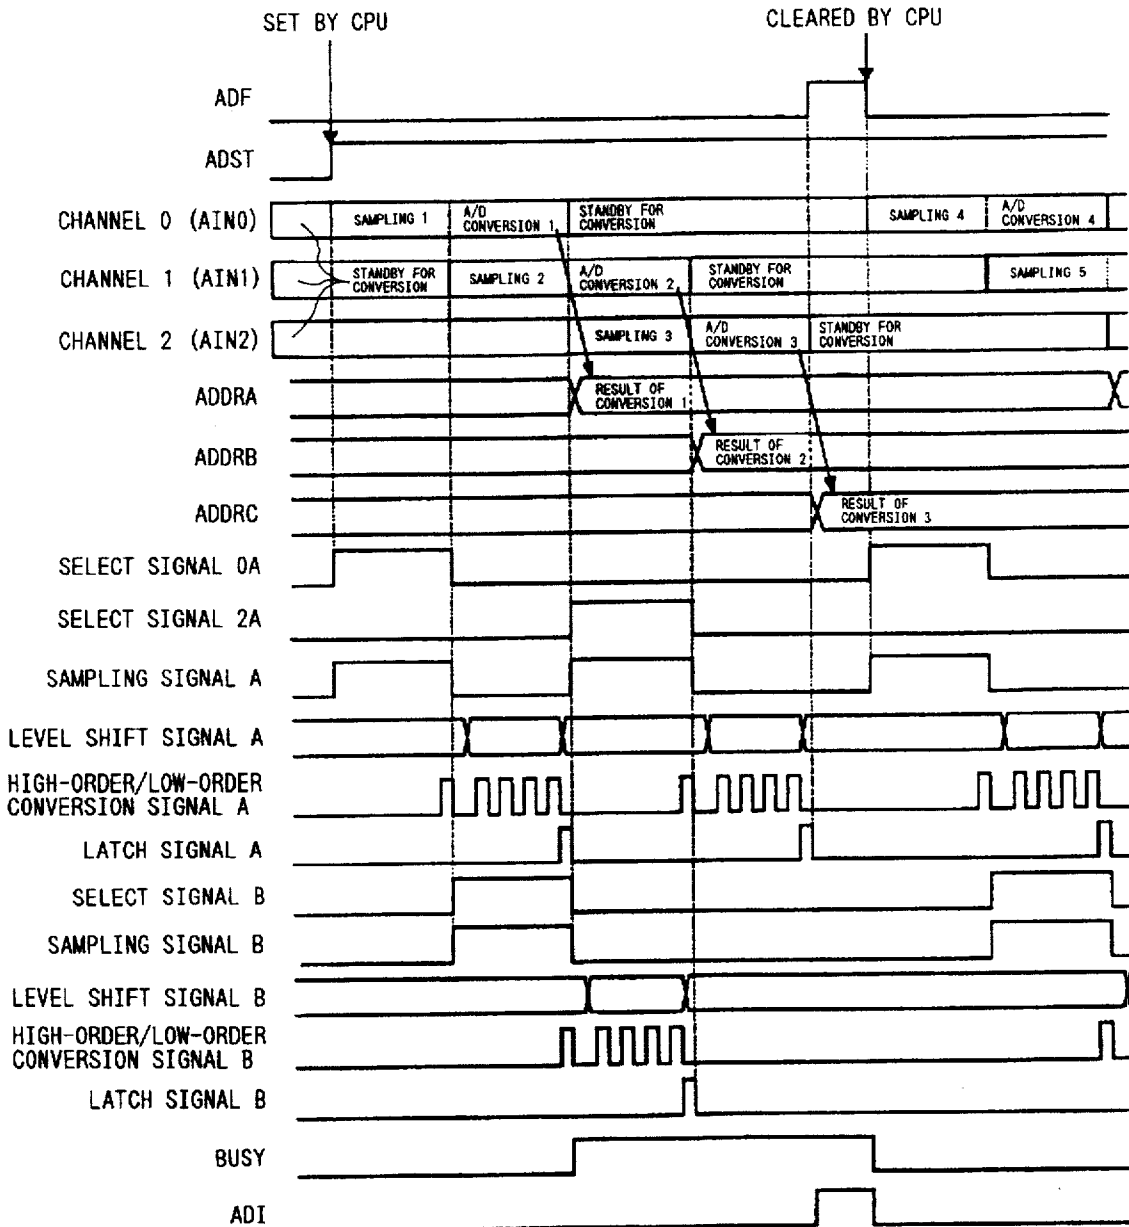 SET BY CPU
CLEARED BY CPU
ADF
ADST
CHANNEL 0 (AIN0)
SAMPLING 1
A/D
CONVERSION 1
STANDBY FOR
CONVERSION
SAMPLING 4
A/D
CONVERSION 4
CHANNEL 1 (AIN1)
STANDBY FOR
CONVERSION
SAMPLING 2
A/D
CONVERSION 2
STANDBY FOR
CONVERSION
SAMPLING 5
CHANNEL 2 (AIN2)
SAMPLING 3
A/D
CONVERSION 3
STANDBY FOR
CONVERSION
ADDRA
RESULT OF
CONVERSION 1
ADDRB
RESULT OF
CONVERSION 2
ADDRC
RESULT OF
CONVERSION 3
SELECT SIGNAL 0A
SELECT SIGNAL 2A
SAMPLING SIGNAL A
LEVEL SHIFT SIGNAL A
HIGH-ORDER/LOW-ORDER
CONVERSION SIGNAL A
LATCH SIGNAL A
SELECT SIGNAL B
SAMPLING SIGNAL B
LEVEL SHIFT SIGNAL B
HIGH-ORDER/LOW-ORDER
CONVERSION SIGNAL B
LATCH SIGNAL B
BUSY
ADI